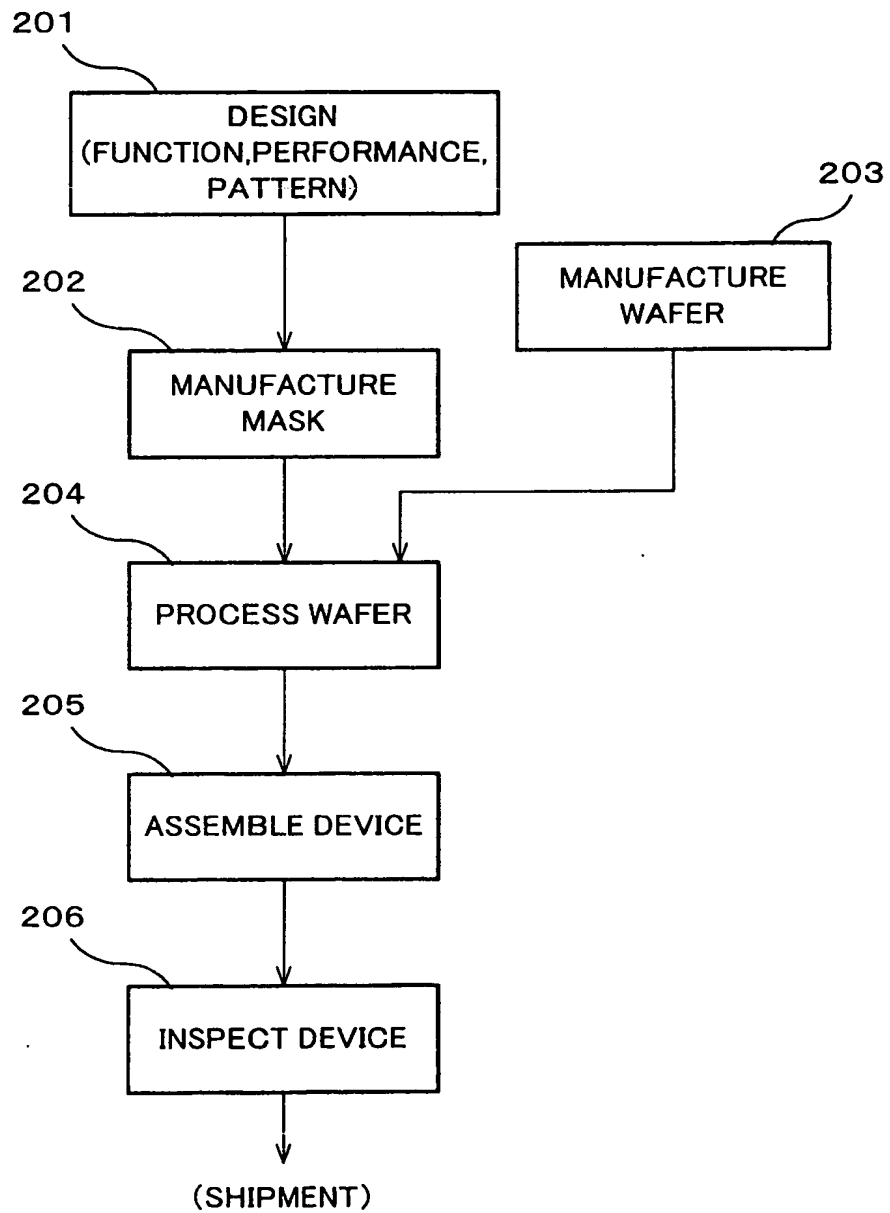 201
DESIGN
(FUNCTION,PERFORMANCE,
PATTERN)
203
MANUFACTURE
WAFER
202
MANUFACTURE
MASK
204
PROCESS WAFER
205
ASSEMBLE DEVICE
206
INSPECT DEVICE
(SHIPMENT)